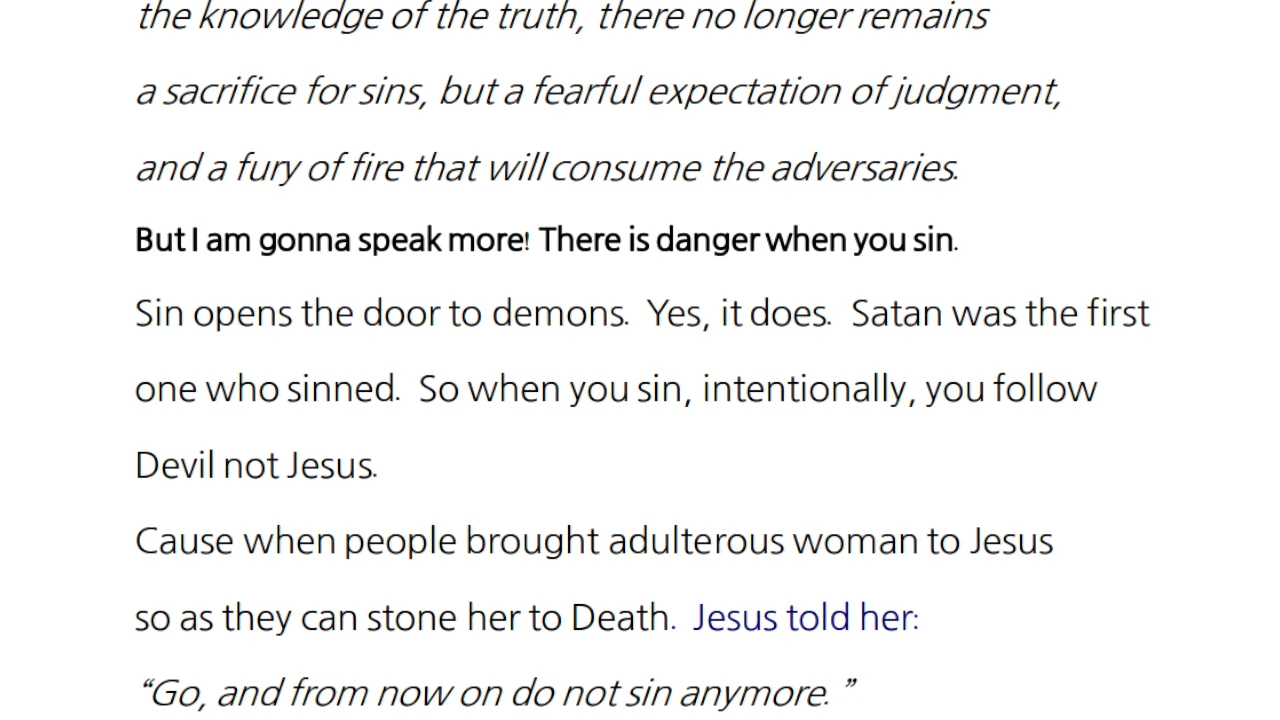 the knowledge of the truth, there no longer remains
a sacrifice for sins, but a fearful expectation of judgment,
and a fury of fire that will consume the adversaries.
But I am gonna speak more! There is danger when you sin.
Sin opens the door to demons. Yes, it does. Satan was the first
one who sinned. So when you sin, intentionally, you follow
Devil not Jesus.
Cause when people brought adulterous woman to Jesus
so as they can stone her to Death. Jesus told her:
“Go, and from now on do not sin anymore. ”